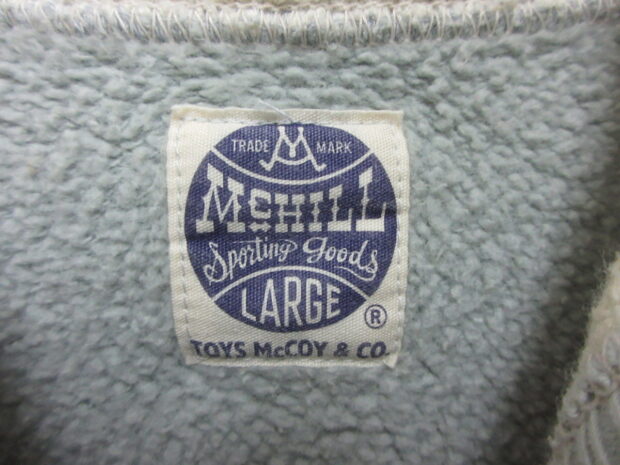 TRADE M MARK
McHILL
Sporting Goods
LARGE
®
TOYS McCOY & CO.